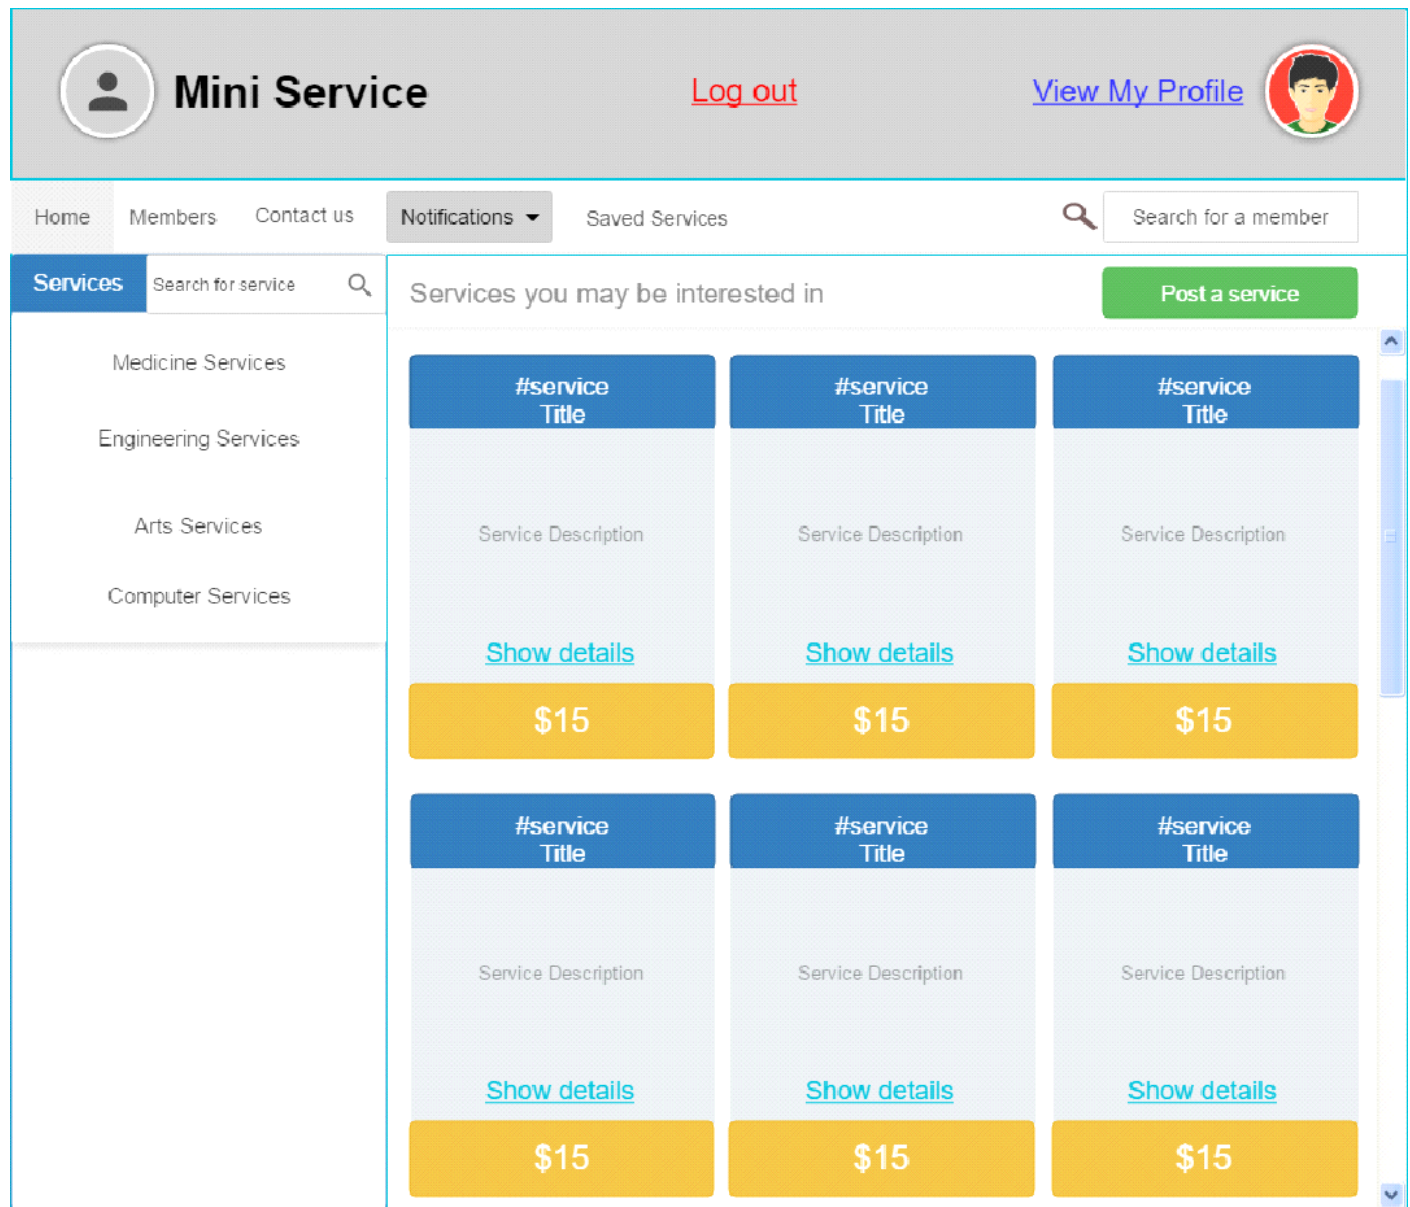 Mini Service
Log out
View My Profile
Home
Members
Contact us
Notifications
Saved Services
Search for a member
Services
Search for service
Medicine Services
Engineering Services
Arts Services
Computer Services
Services you may be interested in
Post a service
#service
Title
Service Description
Show details
$15
#service
Title
Service Description
Show details
$15
#service
Title
Service Description
Show details
$15
#service
Title
Service Description
Show details
$15
#service
Title
Service Description
Show details
$15
#service
Title
Service Description
Show details
$15